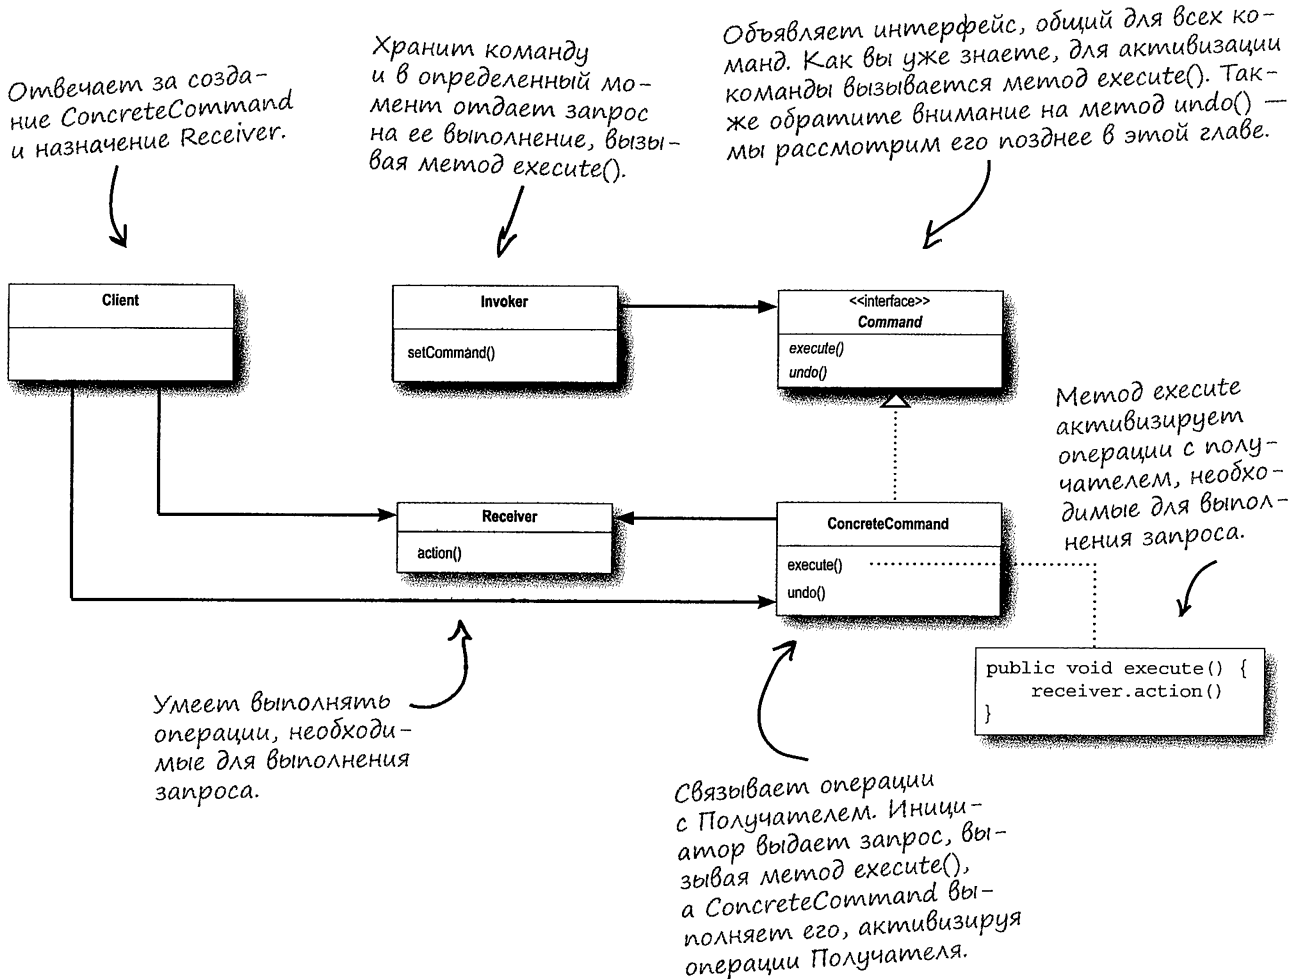 Отвечает за созда-
ние ConcreteCommand
и назначение Receiver.
Хранит команду
и в определенный мо-
мент отдает запрос
на ее выполнение, вызы-
вая метод execute().
Объявляет интерфейс, общий для всех ко-
манд. Как вы уже знаете, для активизации
команды вызывается метод execute(). Так-
же обратите внимание на метод undo() —
мы рассмотрим его позднее в этой главе.
Client
Invoker
setCommand()
<<interface>>
Command
execute()
undo()
Метод execute
активизирует
операции с полу-
чателем, необхо-
димые для выпол-
нения запроса.
Receiver
action()
ConcreteCommand
execute()
undo()
public void execute() {
receiver.action()
}
Умеет выполнять
операции, необходи-
мые для выполнения
запроса.
Связывает операции
с Получателем. Иници-
атор выдает запрос, вы-
зывая метод execute(),
а ConcreteCommand вы-
полняет его, активизируя
операции Получателя.